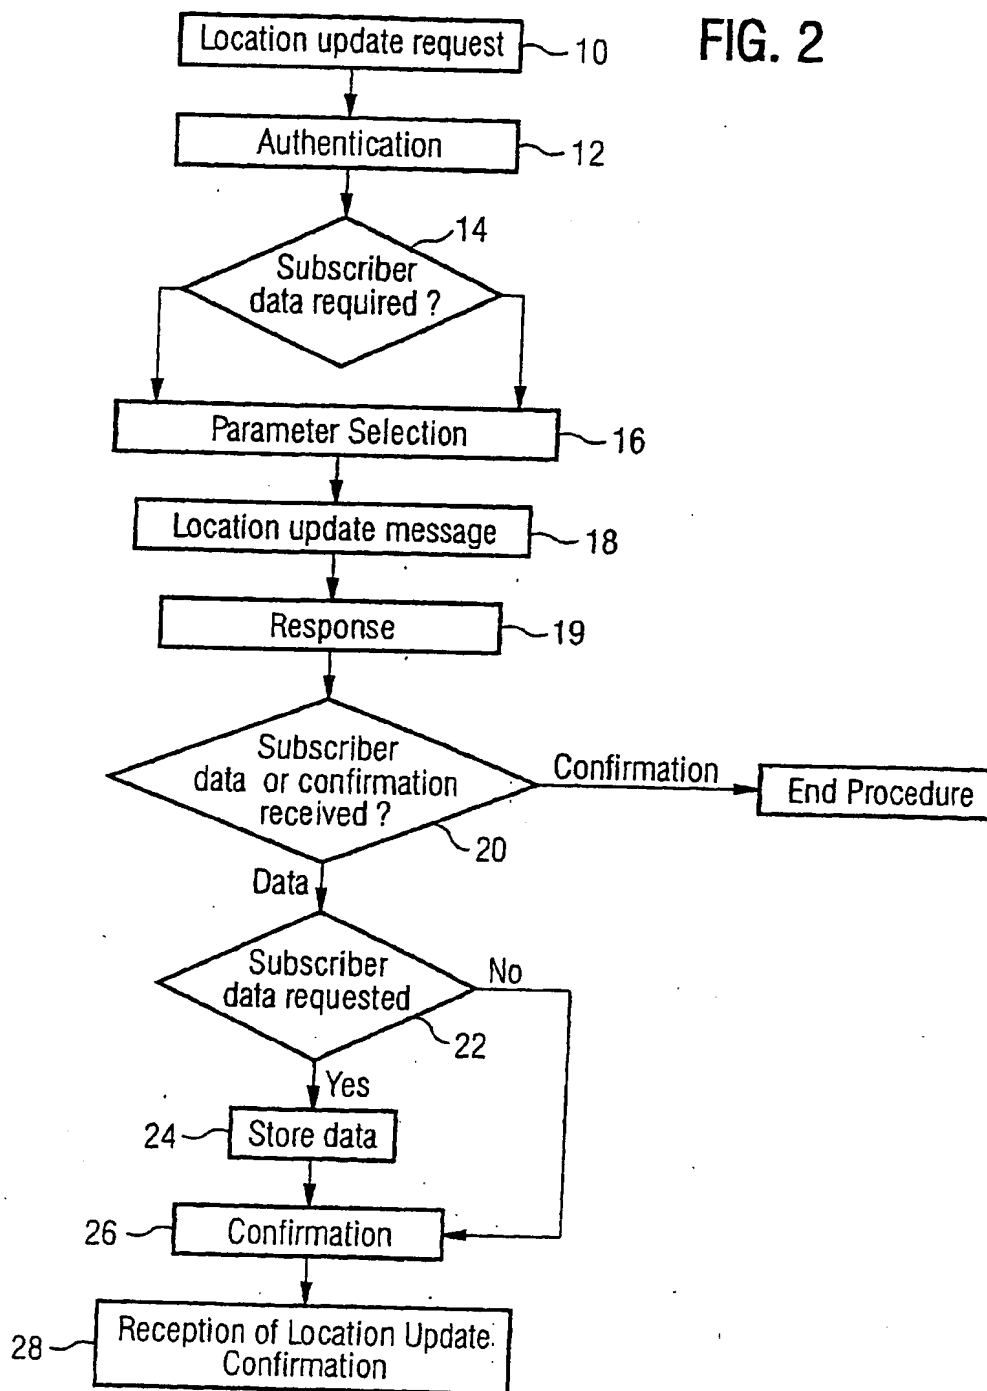 FIG. 2
Location update request
10
Authentication
12
14
Subscriber
data required ?
Parameter Selection
16
Location update message
18
Response
19
Subscriber
data or confirmation
received ?
20
Confirmation
End Procedure
Data
Subscriber
data requested
22
No
Yes
24
Store data
26
Confirmation
28
Reception of Location Update
Confirmation